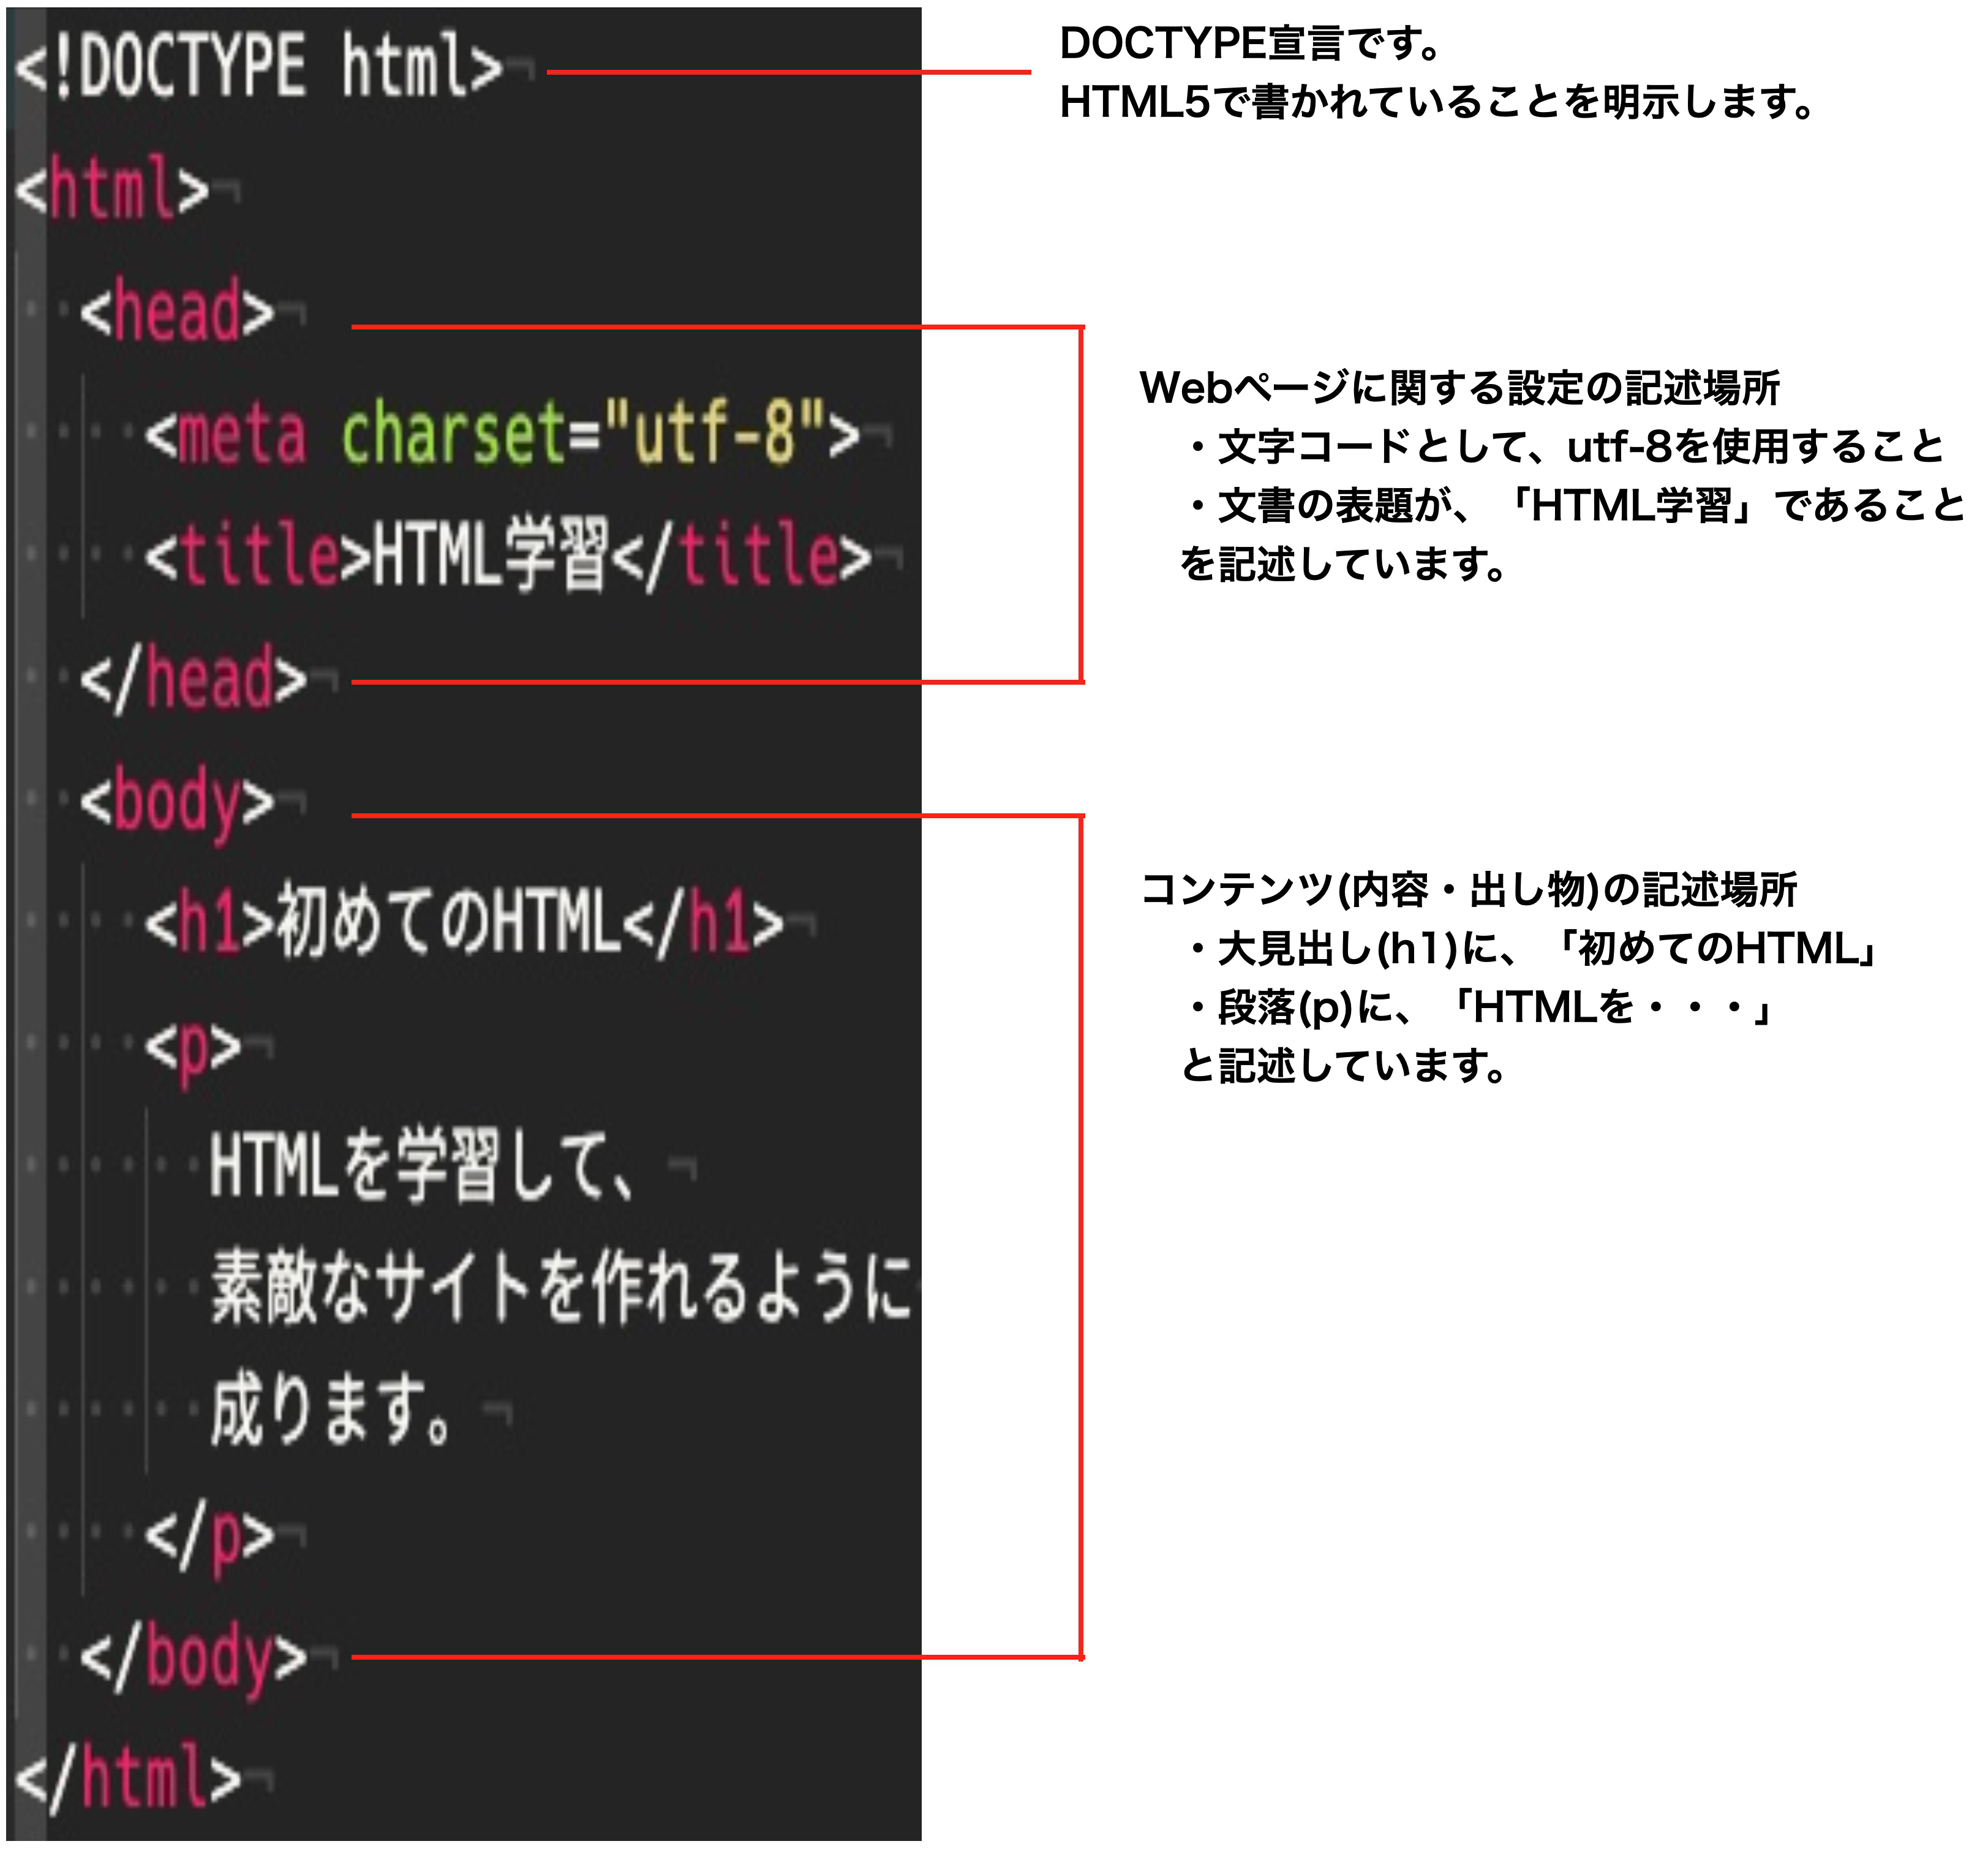 <!DOCTYPE html>
<html>
<head>
<meta charset="utf-8">
<title>HTML学習</title>
</head>
<body>
<h1>初めてのHTML</h1>
<p>
HTMLを学習して、
素敵なサイトを作れるように
成ります。
</p>
</body>
</html>
DOCTYPE宣言です。
HTML5で書かれていることを明示します。
Webページに関する設定の記述場所
・文字コードとして、utf-8を使用すること
・文書の表題が、「HTML学習」であること
を記述しています。
コンテンツ(内容・出し物)の記述場所
・大見出し(h1)に、「初めてのHTML」
・段落(p)に、「HTMLを・・・」
と記述しています。